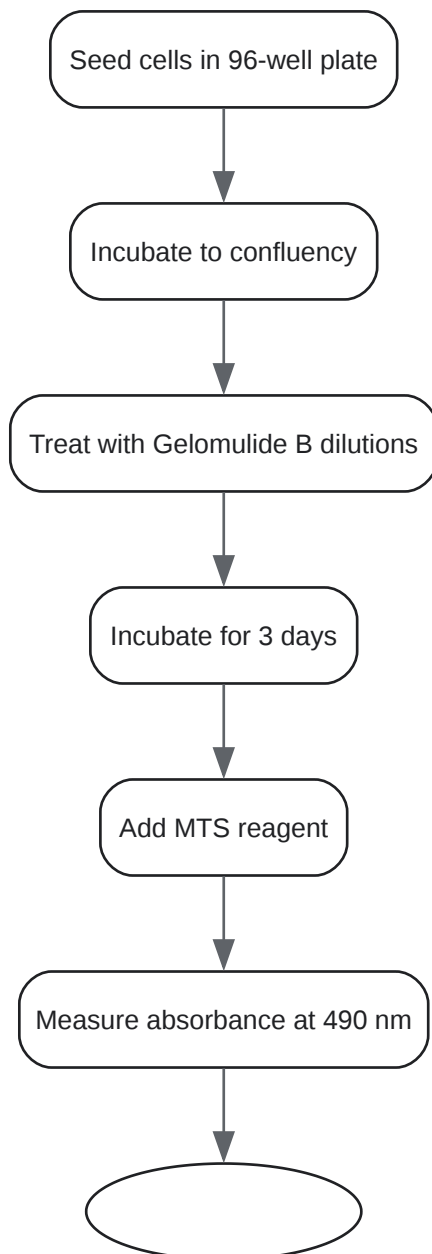 Seed cells in 96-well plate
Incubate to confluency
Treat with Gelomulide B dilutions
Incubate for 3 days
Add MTS reagent
Measure absorbance at 490 nm